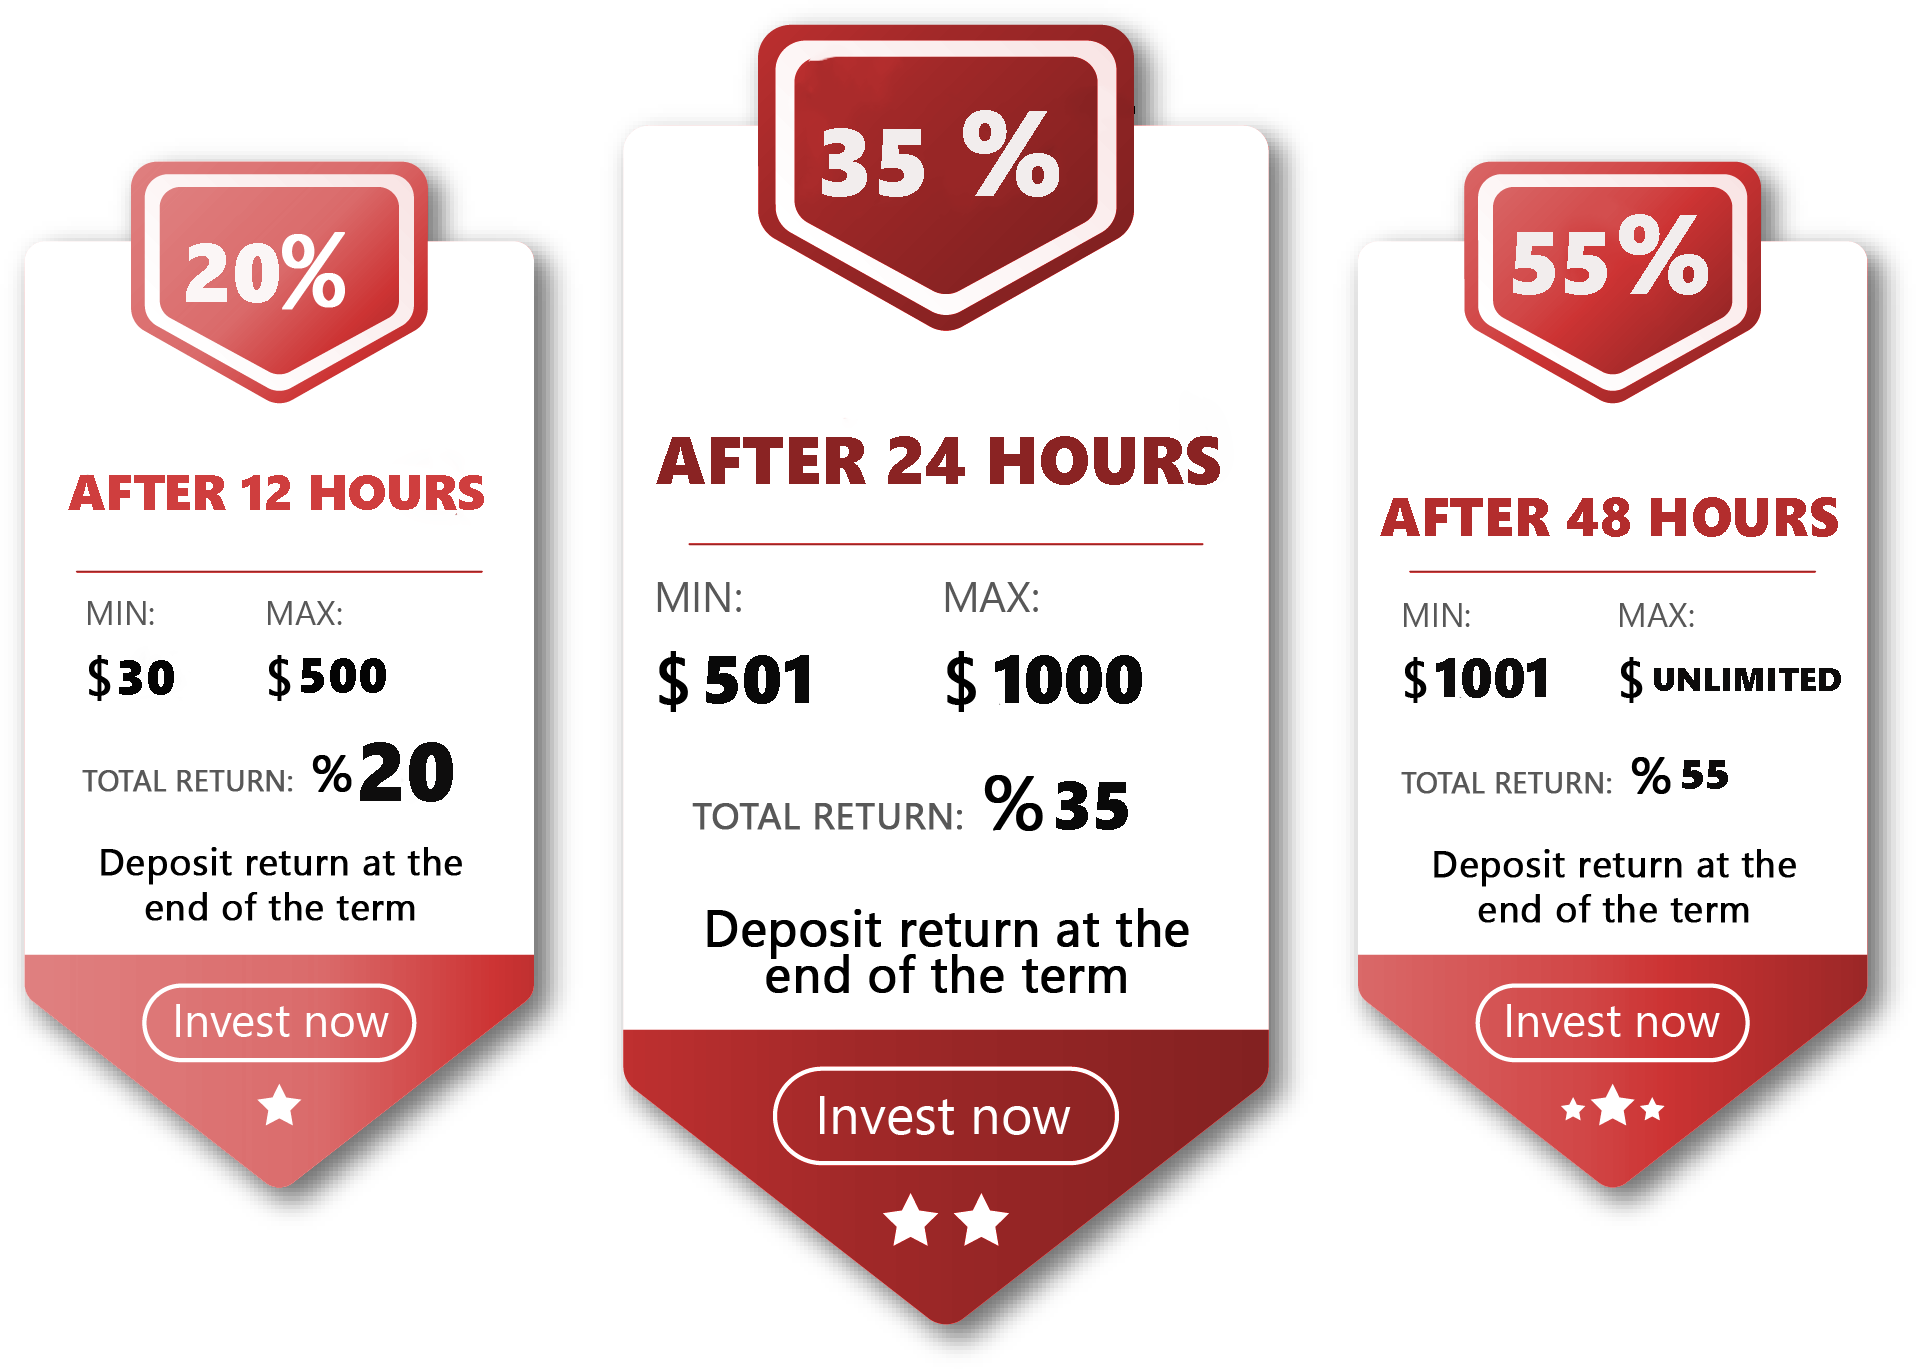 20%
AFTER 12 HOURS
MIN: MAX:
$30 $500
TOTAL RETURN: %20
Deposit return at the
end of the term
Invest now
35 %
AFTER 24 HOURS
MIN: MAX:
$ 501 $ 1000
TOTAL RETURN: %35
Deposit return at the
end of the term
Invest now
55%
AFTER 48 HOURS
MIN: MAX:
$1001 $ UNLIMITED
TOTAL RETURN: % 55
Deposit return at the
end of the term
Invest now